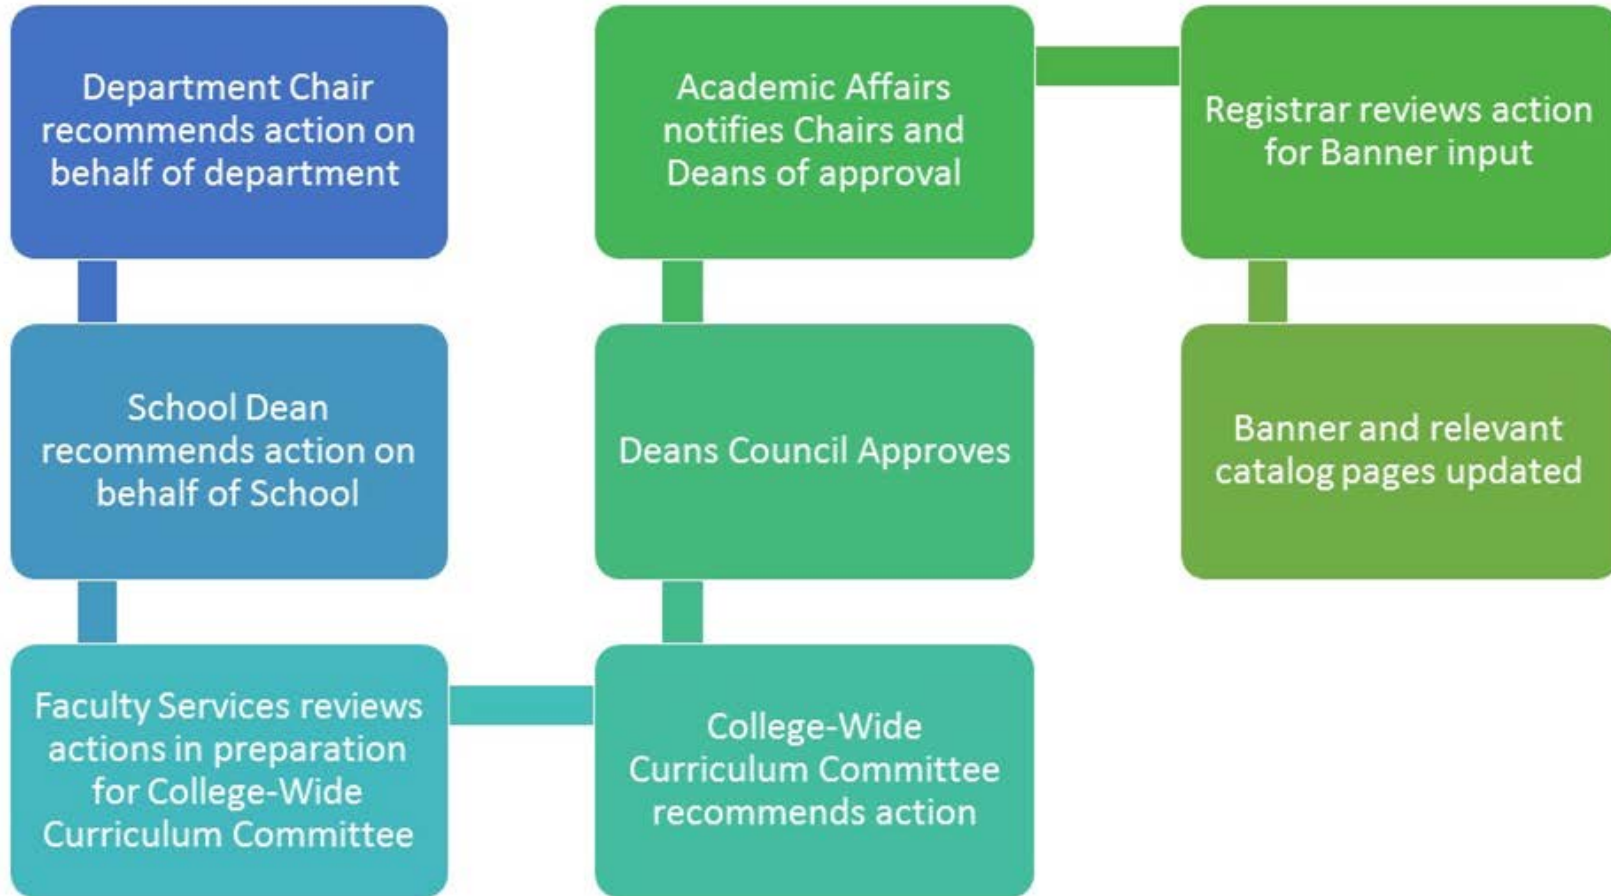 Department Chair
recommends action on
behalf of department
School Dean
recommends action on
behalf of School
Faculty Services reviews
actions in preparation
for College-Wide
Curriculum Committee
College-Wide
Curriculum Committee
recommends action
Deans Council Approves
Academic Affairs
notifies Chairs and
Deans of approval
Registrar reviews action
for Banner input
Banner and relevant
catalog pages updated